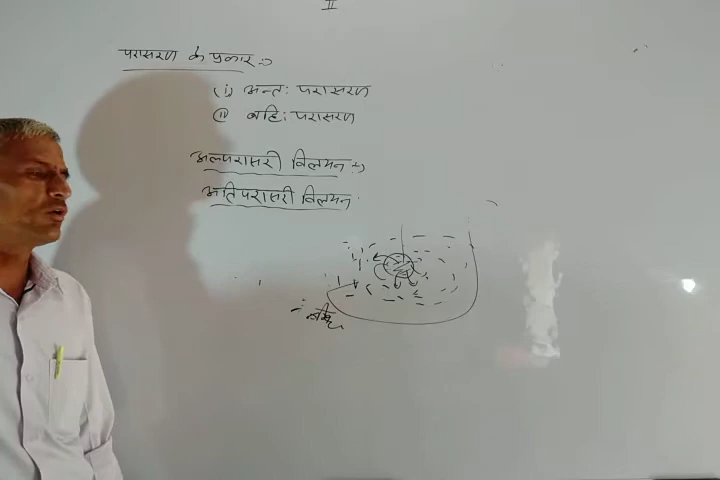 II
परासरण के प्रकार :-
(i) अन्तः परासरण
(ii) बहिः परासरण
अल्पपरासरी विलयन :-
अतिपरासरी विलयन